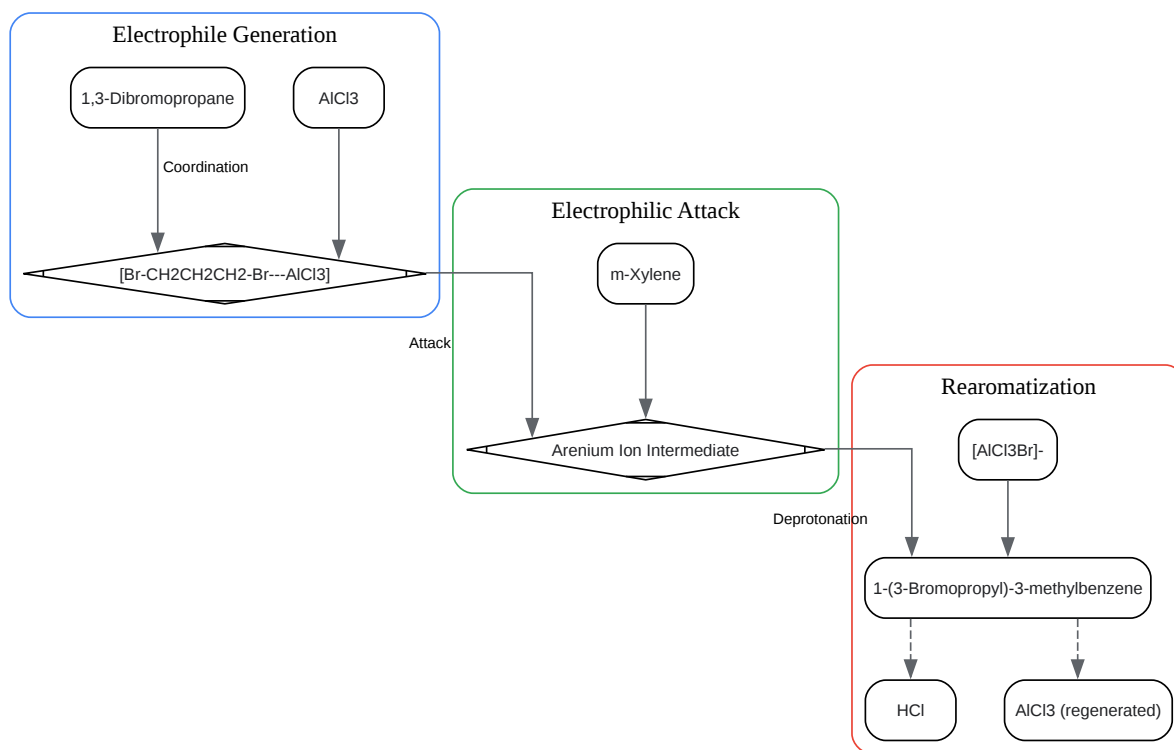 Electrophile Generation
1,3-Dibromopropane
AlCl3
Coordination
[Br-CH2CH2CH2-Br---AlCl3]
Electrophilic Attack
m-Xylene
Attack
Arenium Ion Intermediate
Rearomatization
[AlCl3Br]-
Deprotonation
1-(3-Bromopropyl)-3-methylbenzene
HCl
AlCl3 (regenerated)